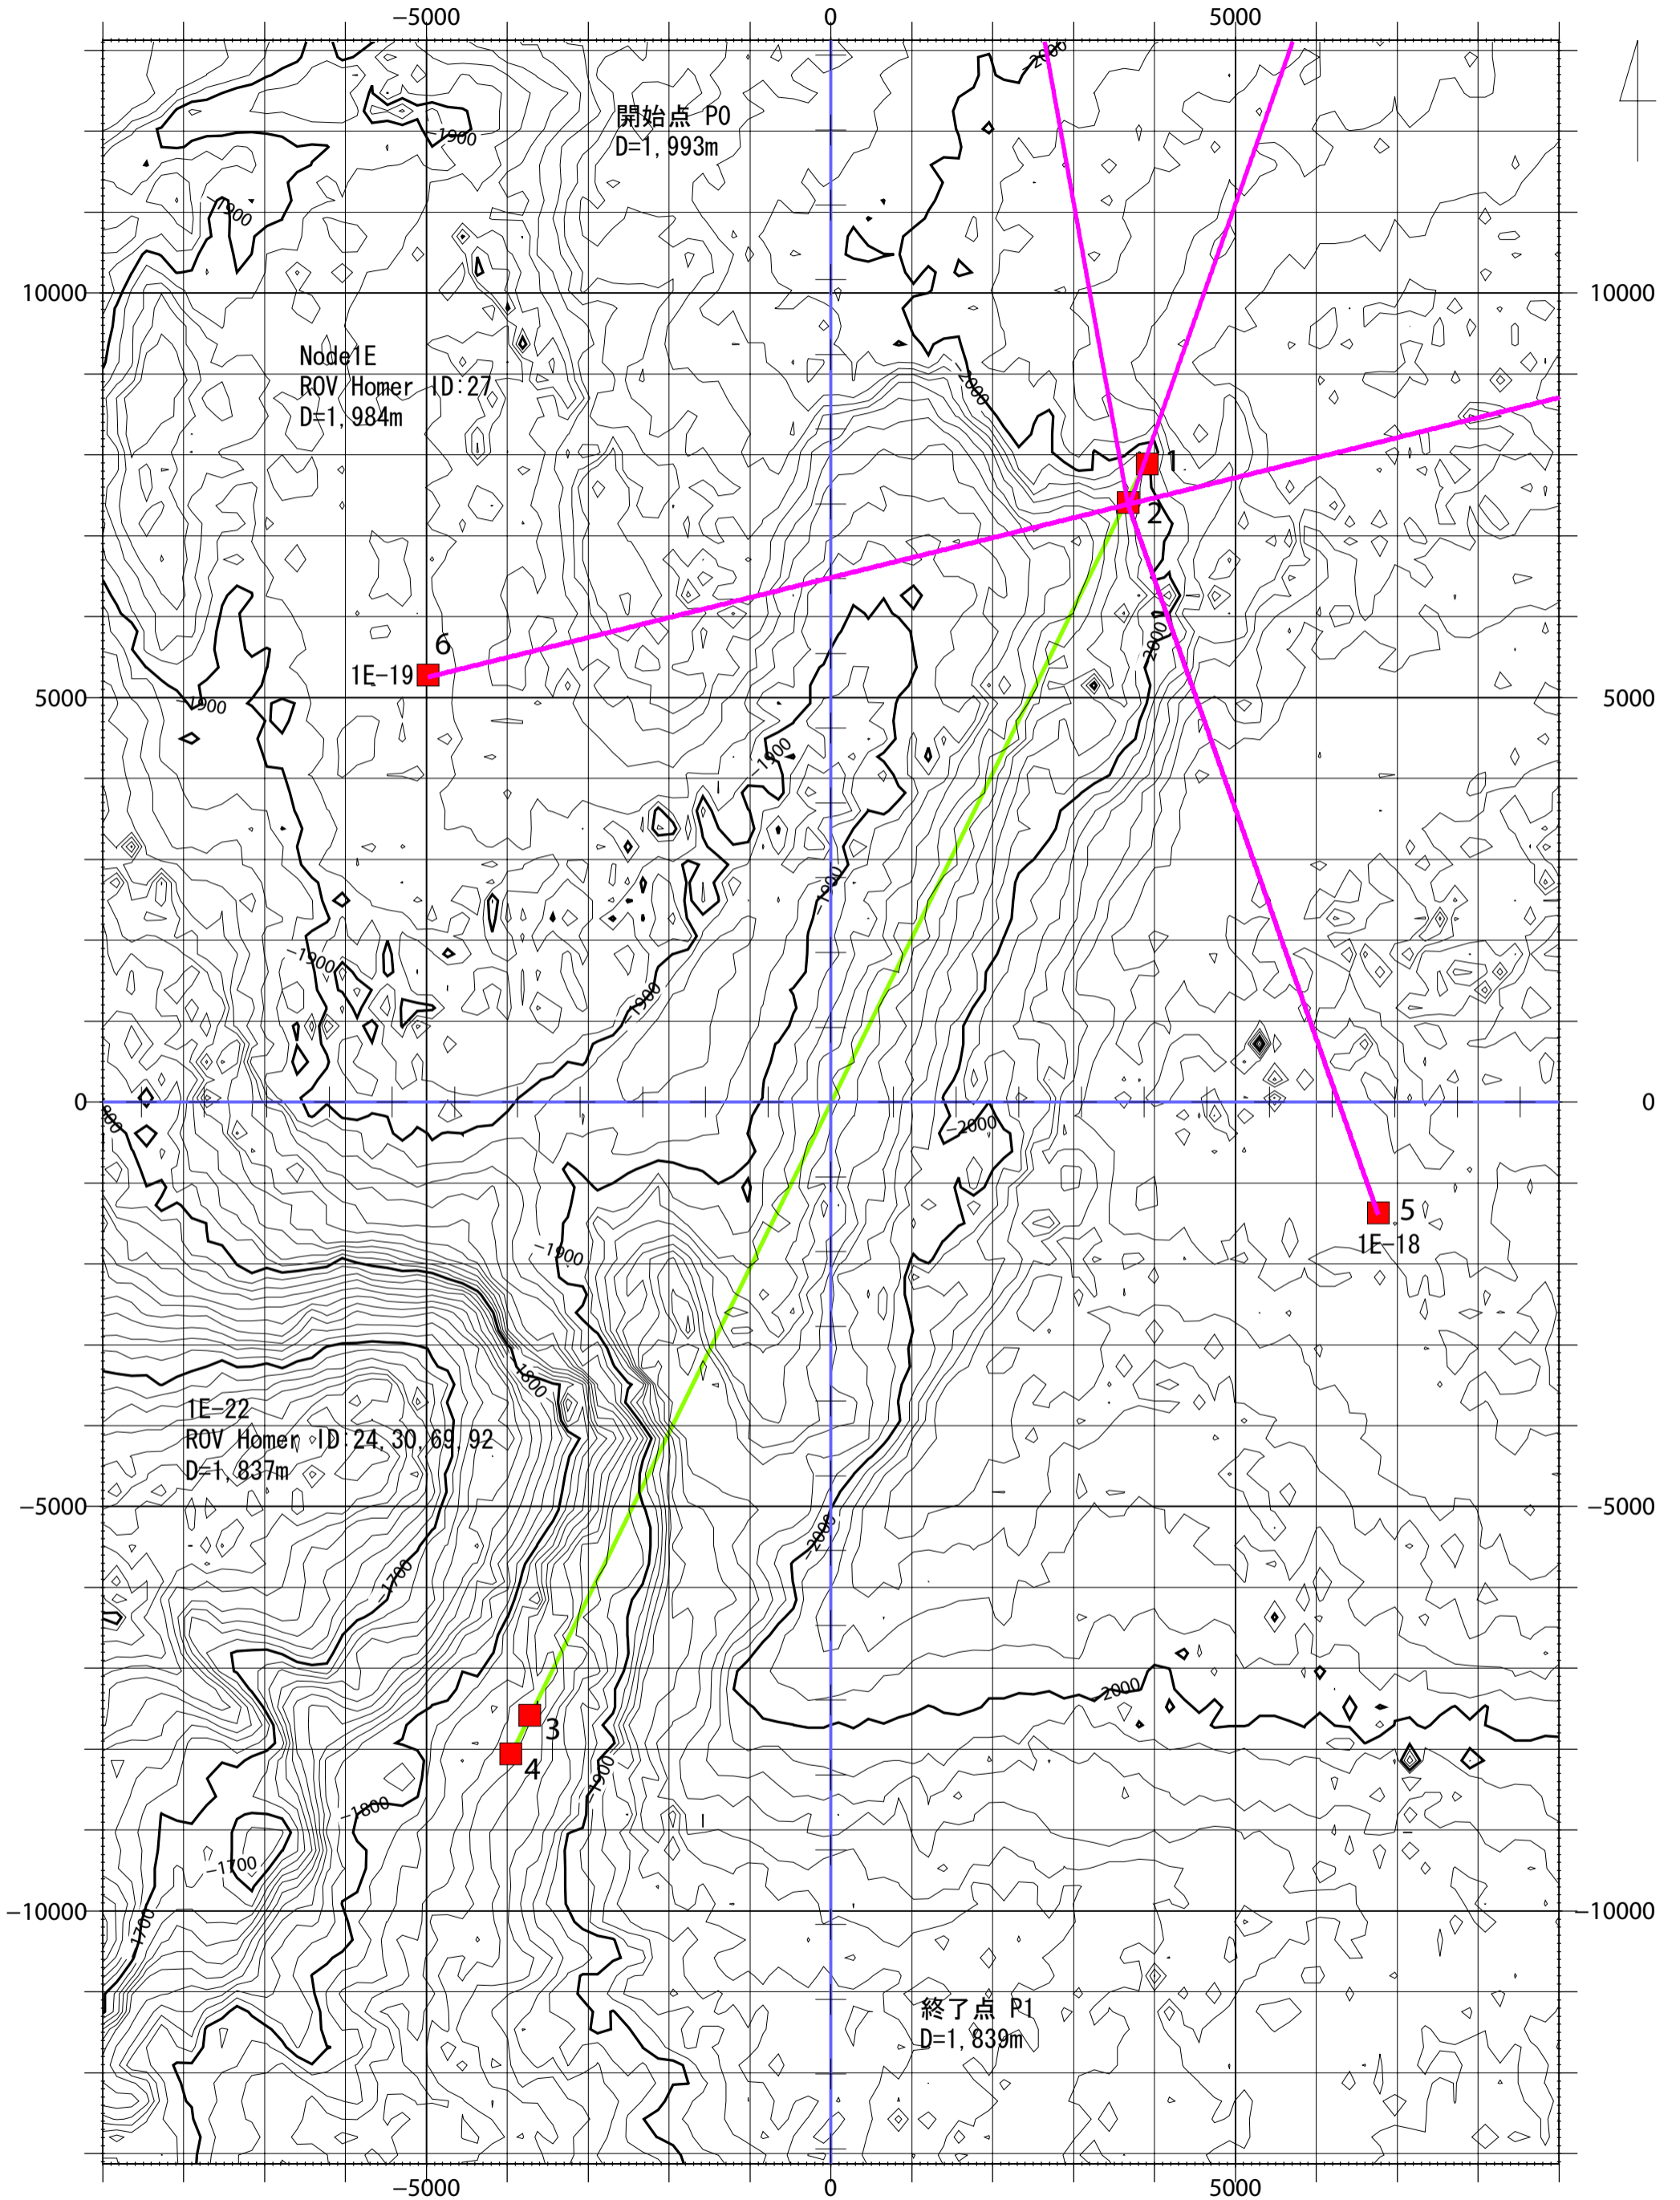 −5000 0 5000
−2000
−1900
開始点 P0
D=1,993m
−1900
10000 10000
Node1E
ROV Homer ID:27
D=1,984m
−2000
1
2
6
1E-19
2000
5000 5000
−1900
−1900
−1900
−1900
−1900
0 0
800
−2000
5
1E-18
−1900
1800
1E-22
ROV Homer ID:24,30,69,92
D=1,837m
−5000 −5000
−2000
−1700
−2000
3
4
−1900
−1800
−1700
−10000 −10000
1700
終了点 P1
D=1,839m
−5000 0 5000